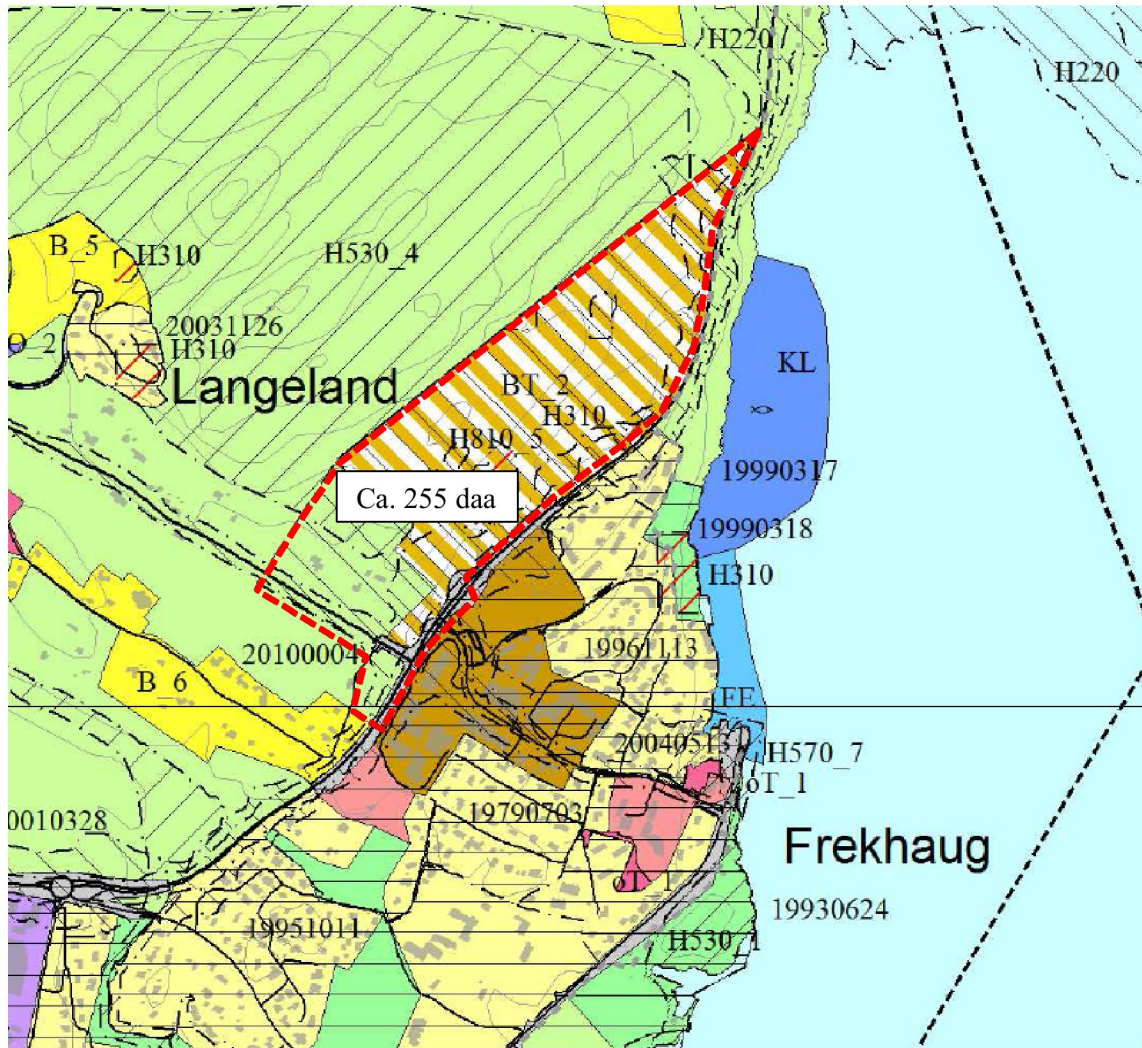 H220
H220
B_5
H310
H530_4
20031126
H310
Langeland
KL
BT_2
H310
H810_5
19990317
Ca. 255 daa
19990318
H310
20100004
19961113
B_6
FE
20040513
H570_7
oT_1
19790703
0010328
Frekhaug
19951011
19930624
H530_1